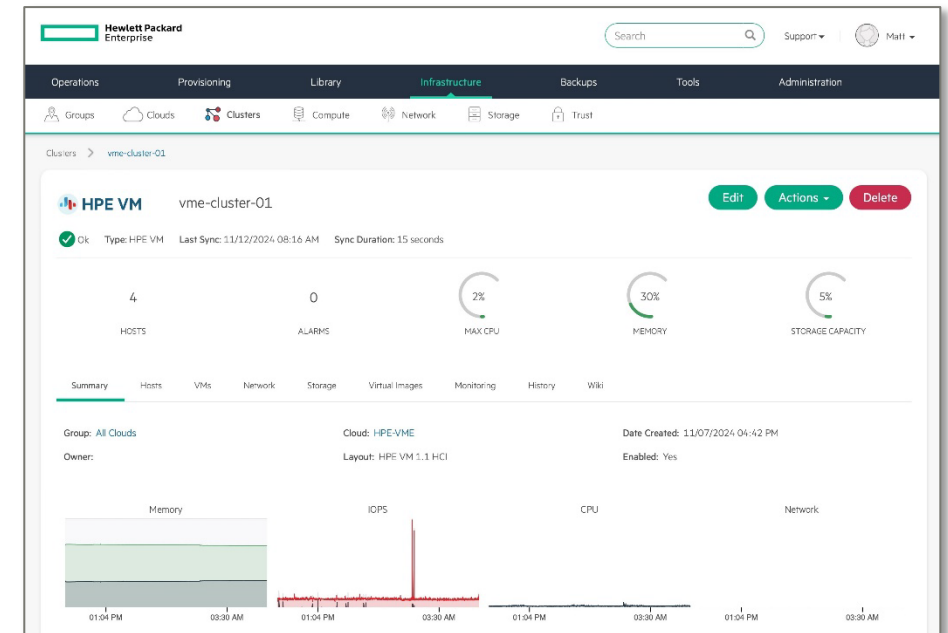 Hewlett Packard
Enterprise
Search
Support
Matt
Operations Provisioning Library Infrastructure Backups Tools Administration
Groups Clouds Clusters Compute Network Storage Trust
Clusters > vme-cluster-01
HPE VM vme-cluster-01 Edit Actions Delete
Ok Type: HPE VM Last Sync: 11/12/2024 08:16 AM Sync Duration: 15 seconds
4 0 2% 30% 5%
HOSTS ALARMS MAX CPU MEMORY STORAGE CAPACITY
Summary Hosts VMs Network Storage Virtual Images Monitoring History Wiki
Group: All Clouds Cloud: HPE-VME Date Created: 11/07/2024 04:42 PM
Owner: Layout: HPE VM 1.1 HCI Enabled: Yes
Memory IOPS CPU Network
01:04 PM 03:30 AM 01:04 PM 03:30 AM 01:04 PM 03:30 AM 01:04 PM 03:30 AM